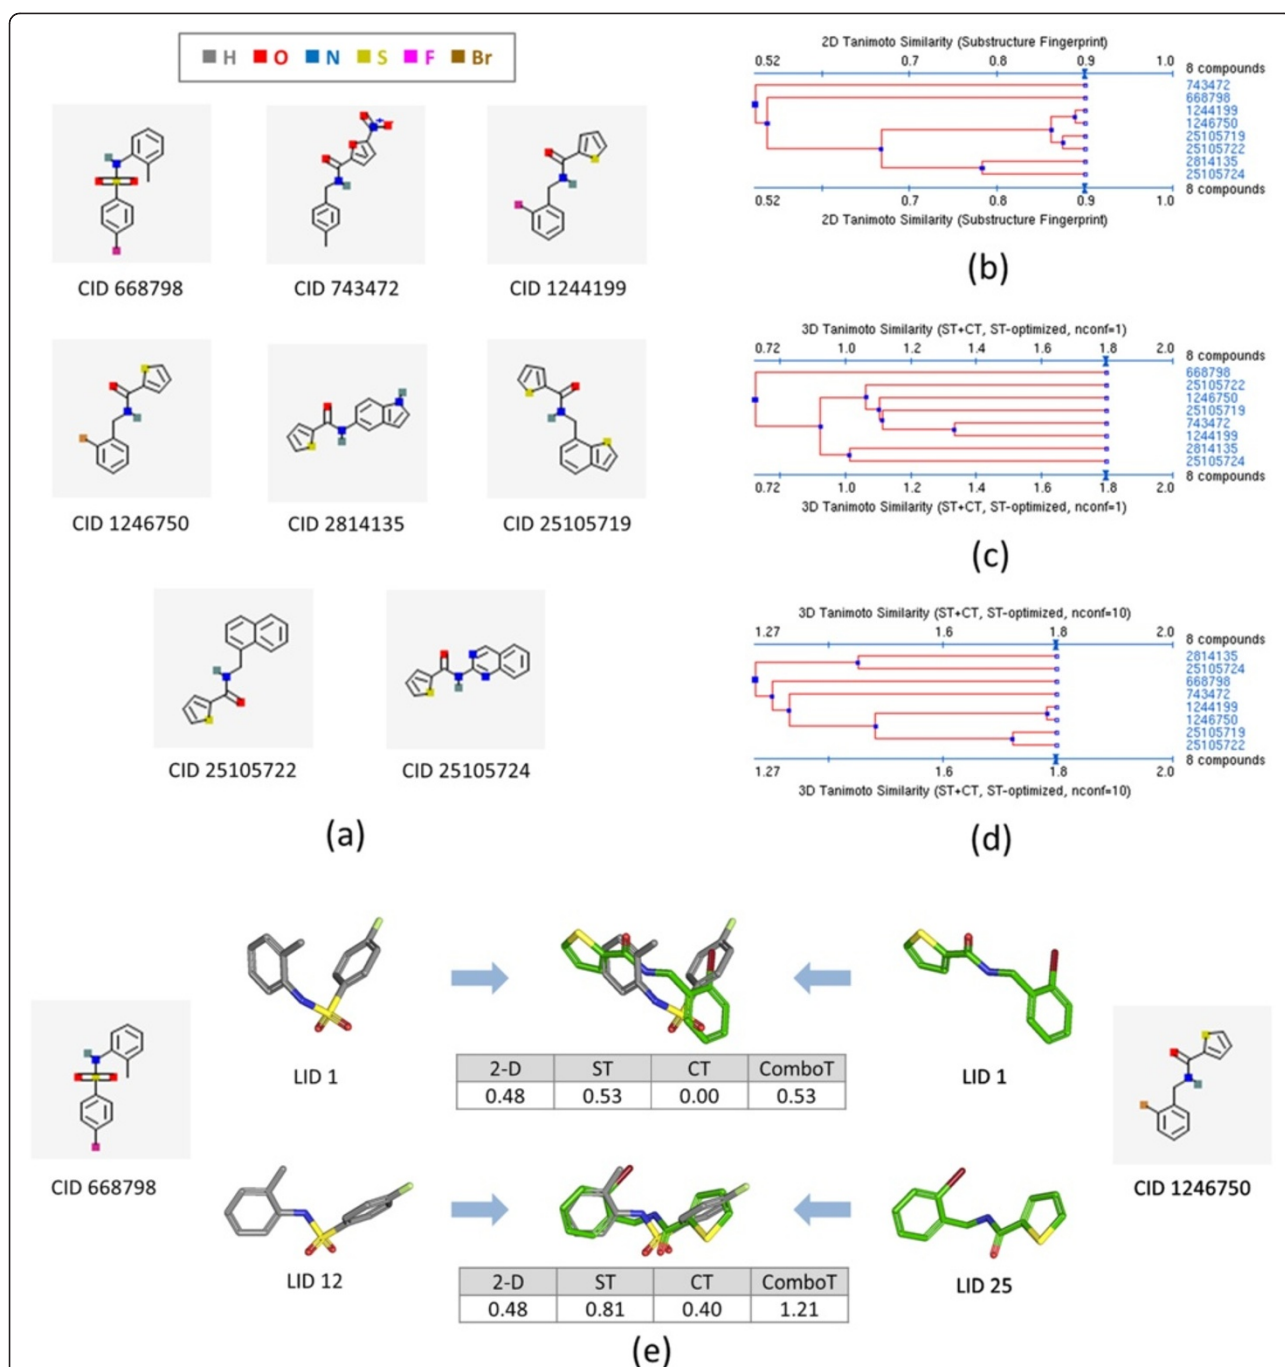 H O N S F Br
CID 668798
CID 743472
CID 1244199
CID 1246750
CID 2814135
CID 25105719
CID 25105722
CID 25105724
(a)
2D Tanimoto Similarity (Substructure Fingerprint)
0.52 0.7 0.8 0.9 1.0
8 compounds
743472
668798
1244199
1246750
25105719
25105722
2814135
25105724
8 compounds
0.52 0.7 0.8 0.9 1.0
2D Tanimoto Similarity (Substructure Fingerprint)
(b)
3D Tanimoto Similarity (ST+CT, ST-optimized, nconf=1)
0.72 1.0 1.2 1.4 1.6 1.8 2.0
8 compounds
668798
25105722
1246750
25105719
743472
1244199
2814135
25105724
8 compounds
0.72 1.0 1.2 1.4 1.6 1.8 2.0
3D Tanimoto Similarity (ST+CT, ST-optimized, nconf=1)
(c)
3D Tanimoto Similarity (ST+CT, ST-optimized, nconf=10)
1.27 1.6 1.8 2.0
8 compounds
2814135
25105724
668798
743472
1244199
1246750
25105719
25105722
8 compounds
1.27 1.6 1.8 2.0
3D Tanimoto Similarity (ST+CT, ST-optimized, nconf=10)
(d)
LID 1
2-D ST CT ComboT
0.48 0.53 0.00 0.53
LID 1
CID 668798
CID 1246750
LID 12
2-D ST CT ComboT
0.48 0.81 0.40 1.21
LID 25
(e)